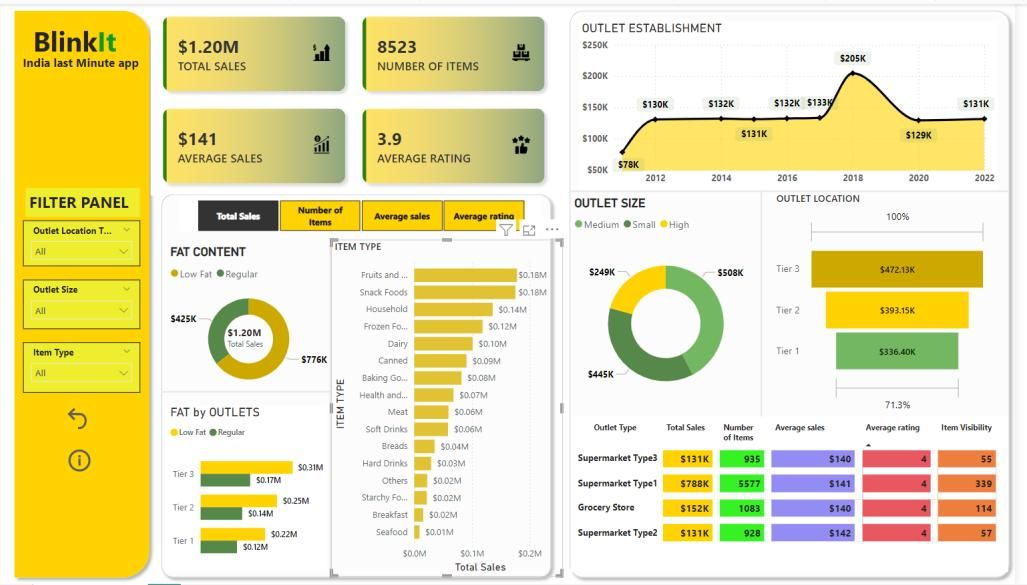 BlinkIt
India last Minute app
FILTER PANEL
Outlet Location T...
All
Outlet Size
All
Item Type
All
$1.20M
TOTAL SALES
8523
NUMBER OF ITEMS
$141
AVERAGE SALES
3.9
AVERAGE RATING
Total Sales
Number of
Items
Average sales
Average rating
FAT CONTENT
Low Fat Regular
$425K
$1.20M
Total Sales
$776K
FAT by OUTLETS
Low Fat Regular
Tier 3
$0.31M
$0.17M
Tier 2
$0.25M
$0.14M
Tier 1
$0.22M
$0.12M
ITEM TYPE
ITEM TYPE
Fruits and ... $0.18M
Snack Foods $0.18M
Household $0.14M
Frozen Fo... $0.12M
Dairy $0.10M
Canned $0.09M
Baking Go... $0.08M
Health and... $0.07M
Meat $0.06M
Soft Drinks $0.06M
Breads $0.04M
Hard Drinks $0.03M
Others $0.02M
Starchy Fo... $0.02M
Breakfast $0.02M
Seafood $0.01M
$0.0M $0.1M $0.2M
Total Sales
OUTLET ESTABLISHMENT
$250K
$200K
$150K
$100K
$50K
$78K
$130K
$132K
$131K
$132K
$133K
$205K
$129K
$131K
2012 2014 2016 2018 2020 2022
OUTLET SIZE
Medium Small High
$249K
$508K
$445K
OUTLET LOCATION
100%
Tier 3 $472.13K
Tier 2 $393.15K
Tier 1 $336.40K
71.3%
Outlet Type Total Sales Number of Items Average sales Average rating Item Visibility
Supermarket Type3 $131K 935 $140 4 55
Supermarket Type1 $788K 5577 $141 4 339
Grocery Store $152K 1083 $140 4 114
Supermarket Type2 $131K 928 $142 4 57